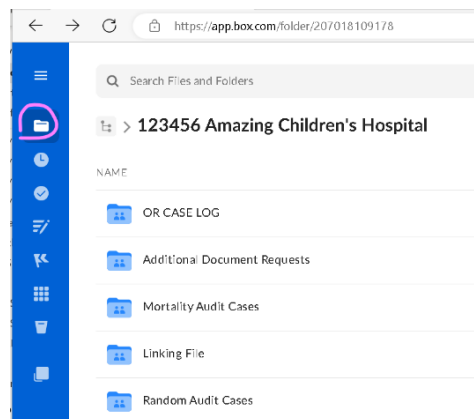 https://app.box.com/folder/207018109178
Search Files and Folders
> 123456 Amazing Children's Hospital
NAME
OR CASE LOG
Additional Document Requests
Mortality Audit Cases
Linking File
Random Audit Cases